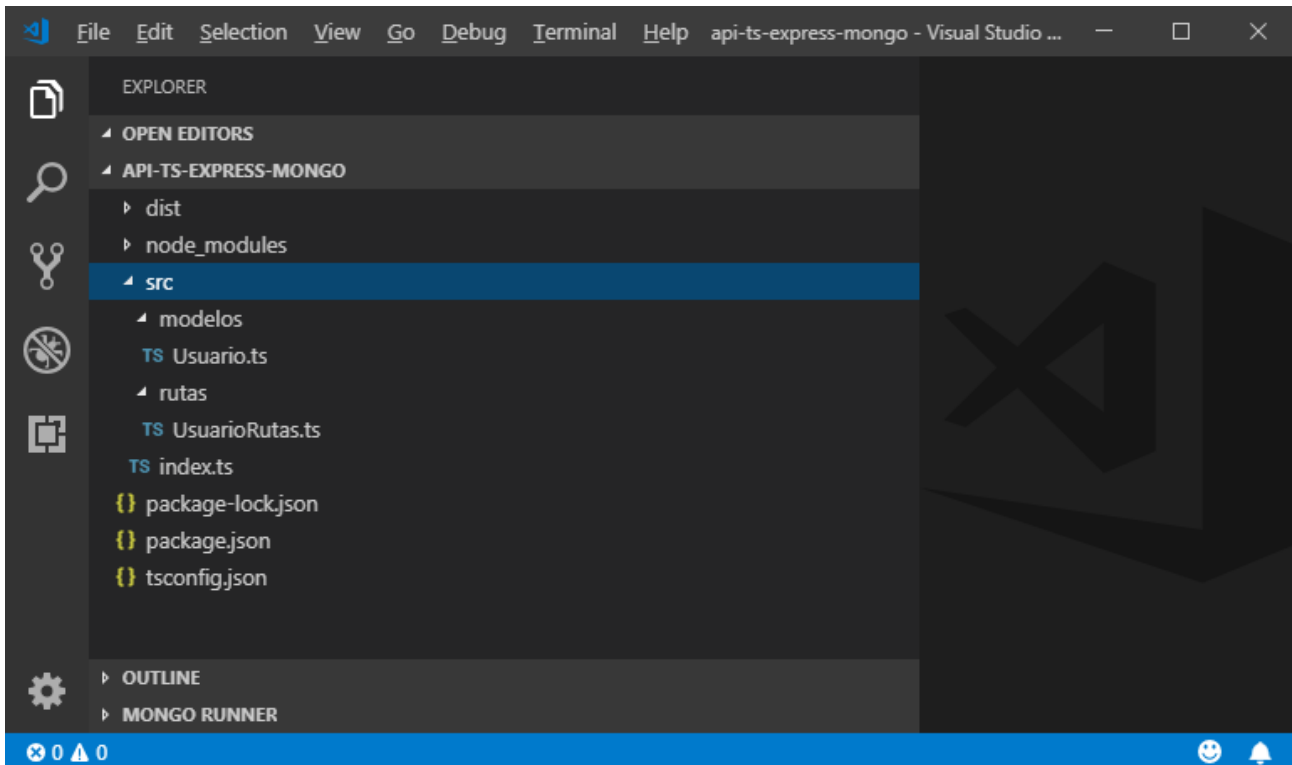 File Edit Selection View Go Debug Terminal Help api-ts-express-mongo - Visual Studio ...
EXPLORER
OPEN EDITORS
API-TS-EXPRESS-MONGO
dist
node_modules
src
modelos
TS Usuario.ts
rutas
TS UsuarioRutas.ts
TS index.ts
{} package-lock.json
{} package.json
{} tsconfig.json
OUTLINE
MONGO RUNNER
0 0